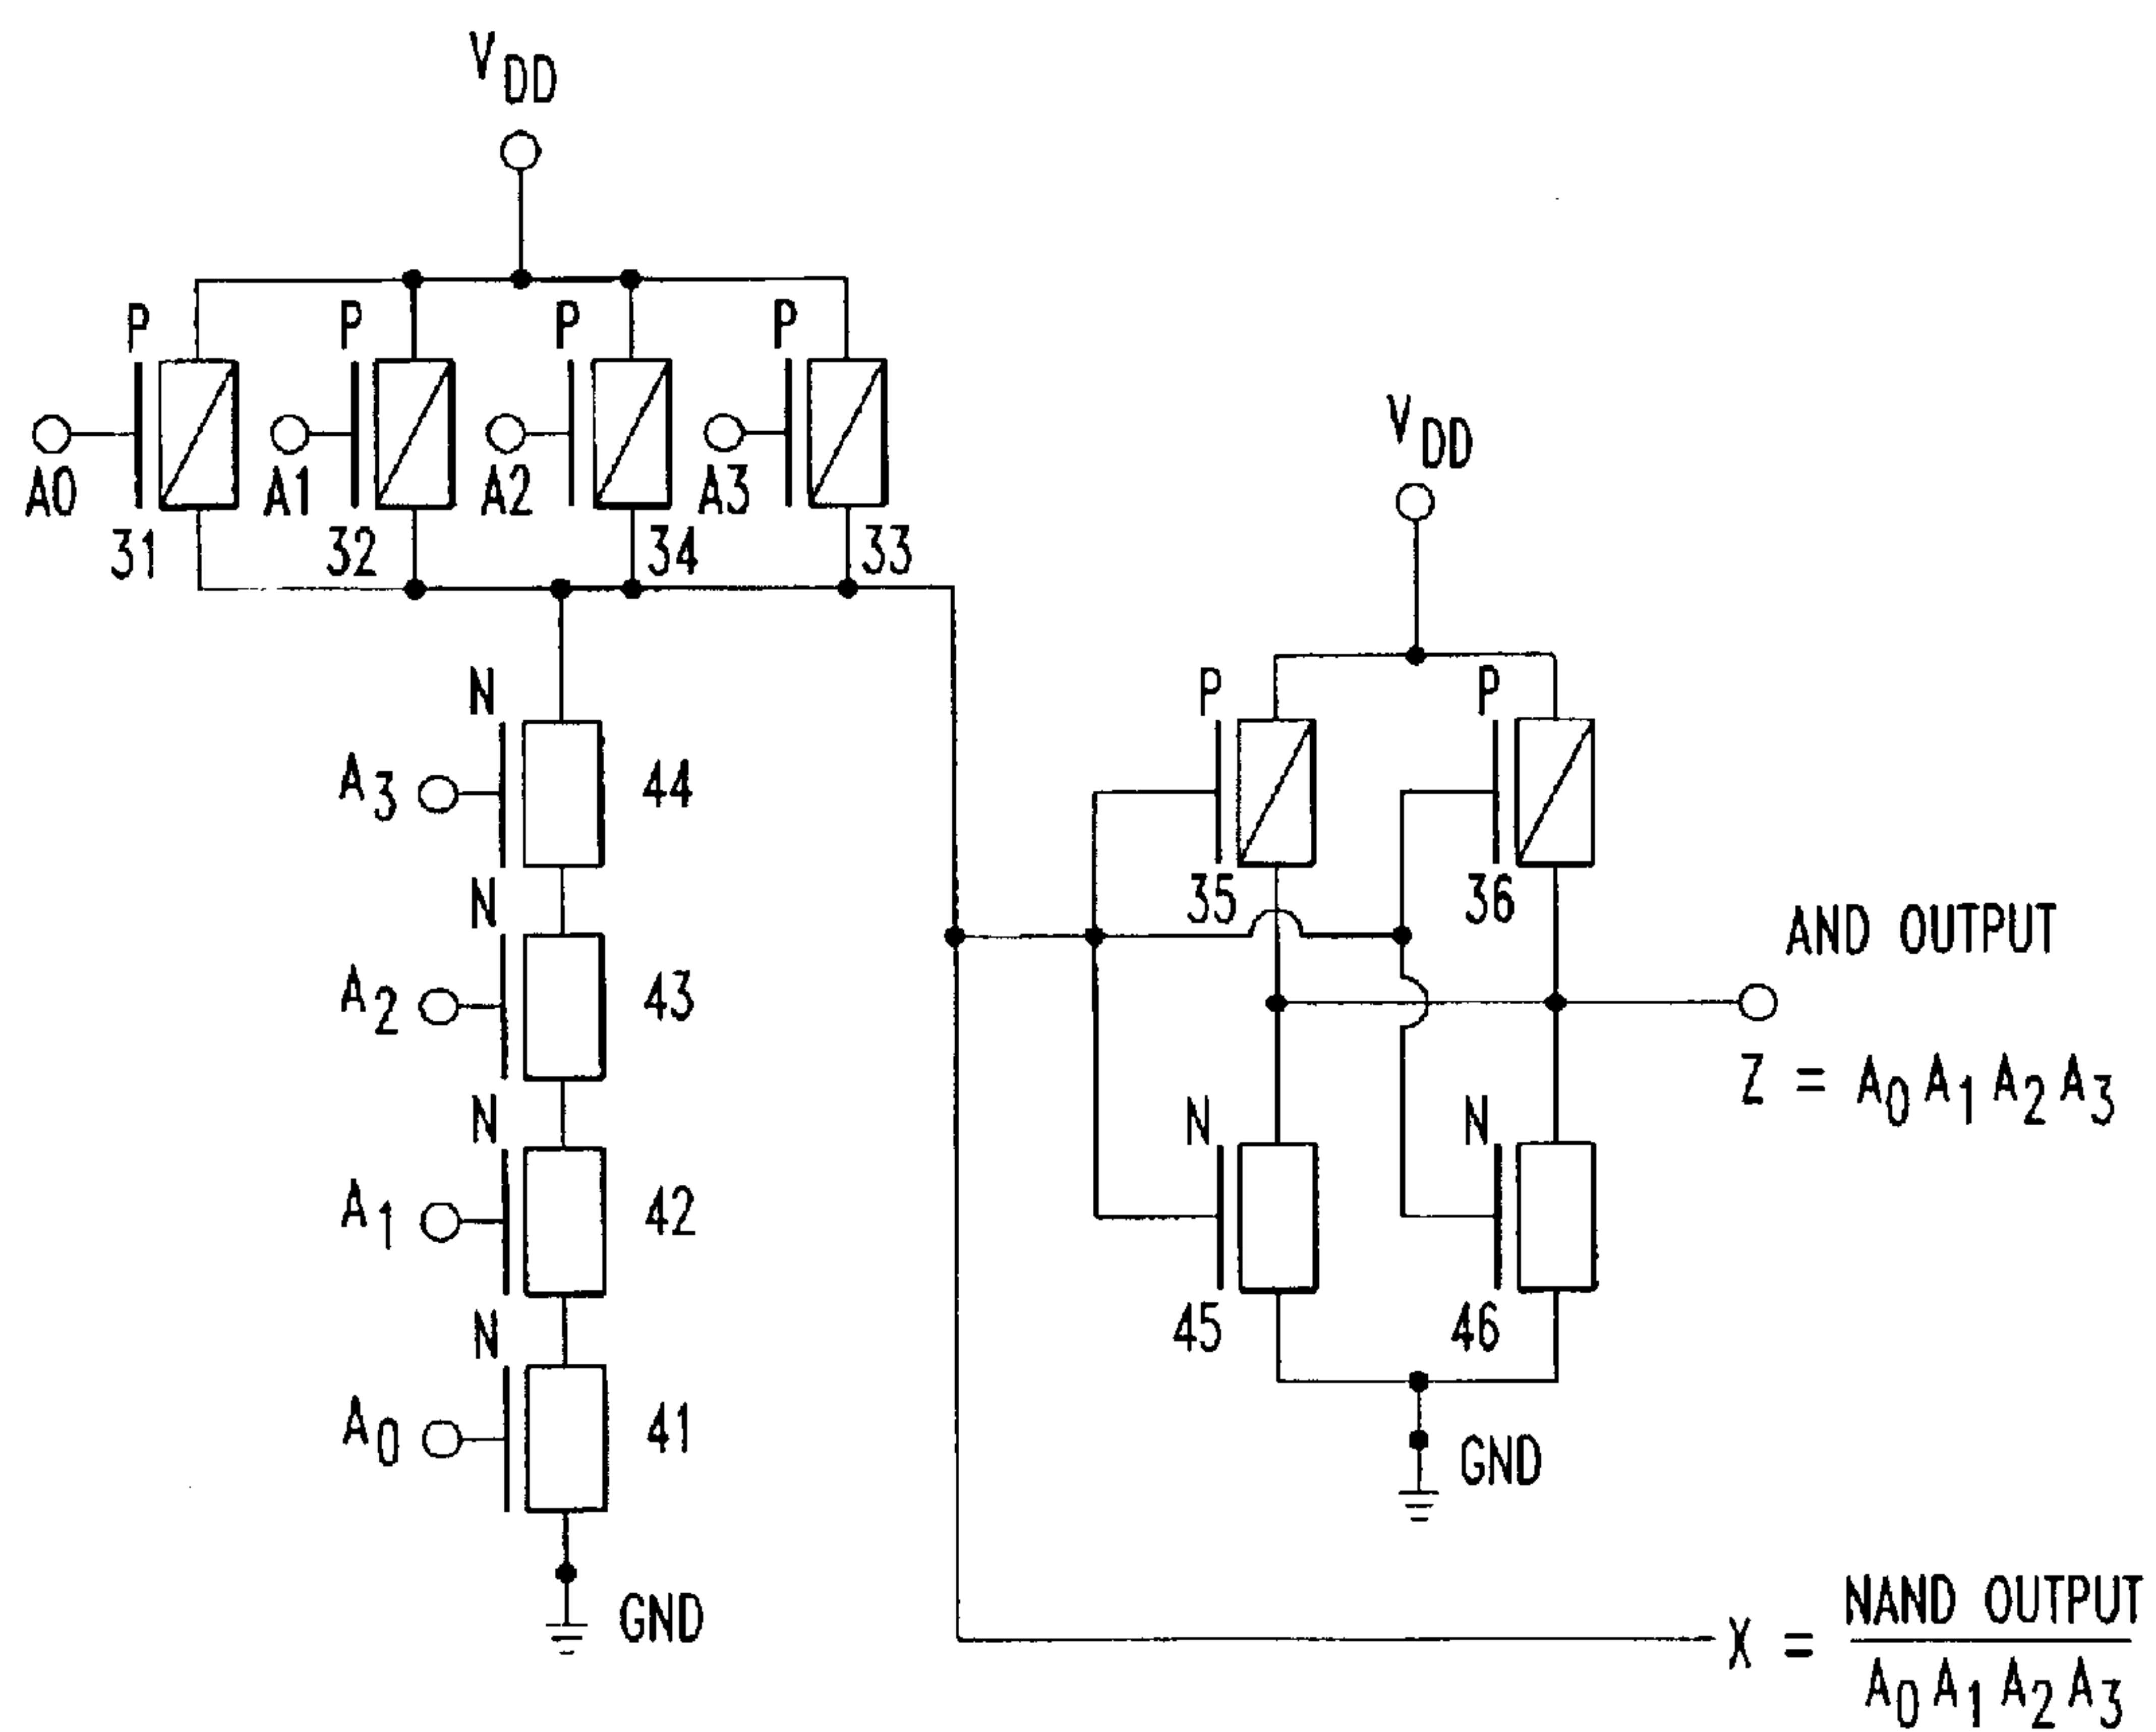 VDD
P P P P
A0 A1 A2 A3
31 32 34 33
VDD
N
A3 44
P P
35 36
N
A2 43
AND OUTPUT
Z = A0 A1 A2 A3
N
A1 42
N N
45 46
N
A0 41
GND
GND
NAND OUTPUT
X = A0 A1 A2 A3